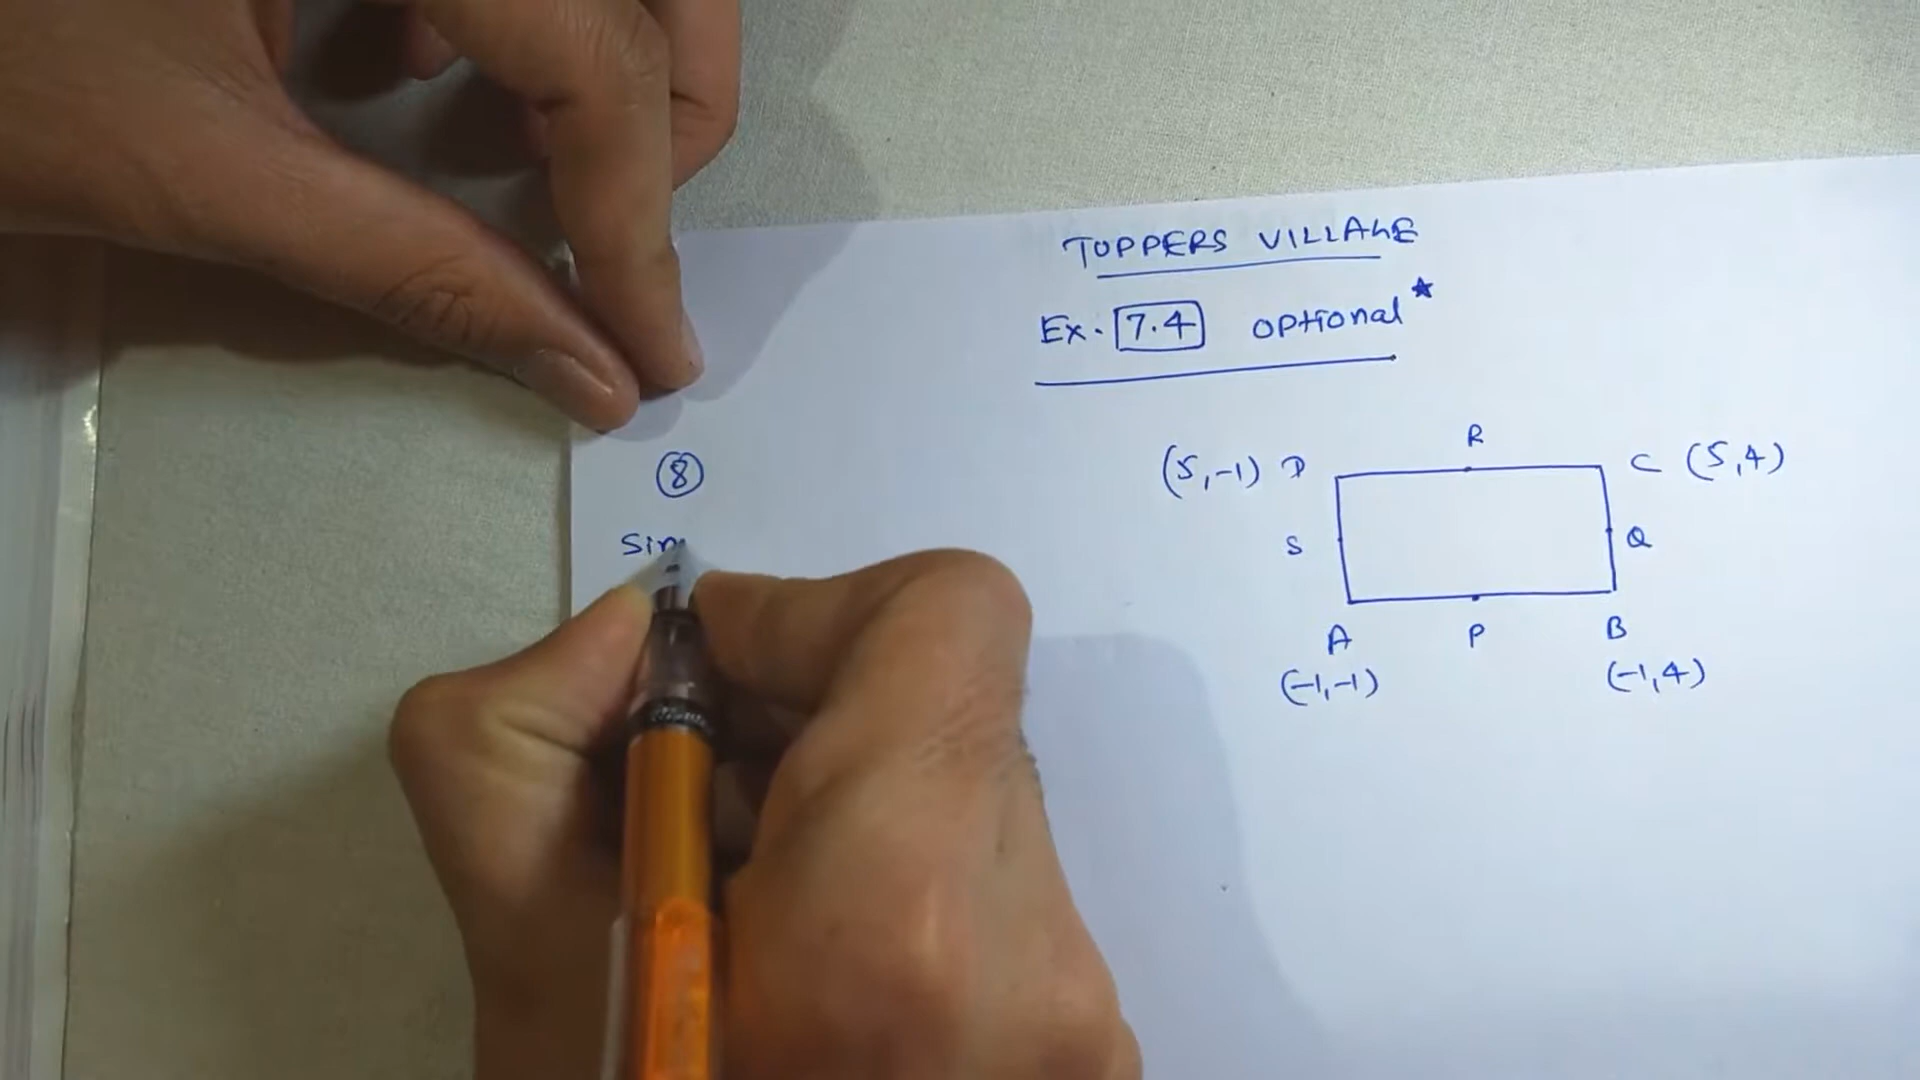 TOPPERS VILLAGE
Ex. 7.4 optional*
8
R
(5,-1) D
C (5,4)
Sin
S
Q
A
P
B
(-1,-1)
(-1,4)